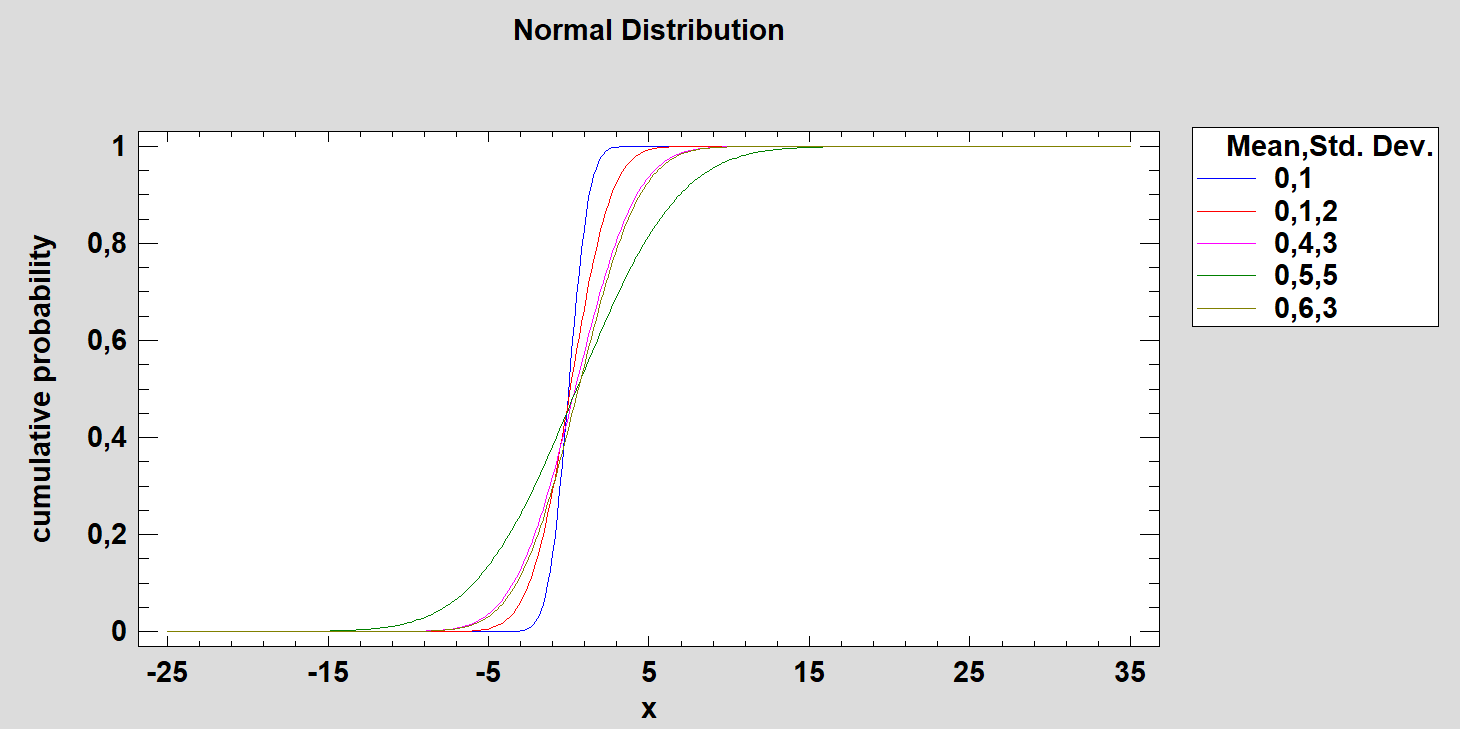 Normal Distribution
1
0,8
0,6
0,4
0,2
0
cumulative probability
-25 -15 -5 5 15 25 35
x
Mean,Std. Dev.
0,1
0,1,2
0,4,3
0,5,5
0,6,3